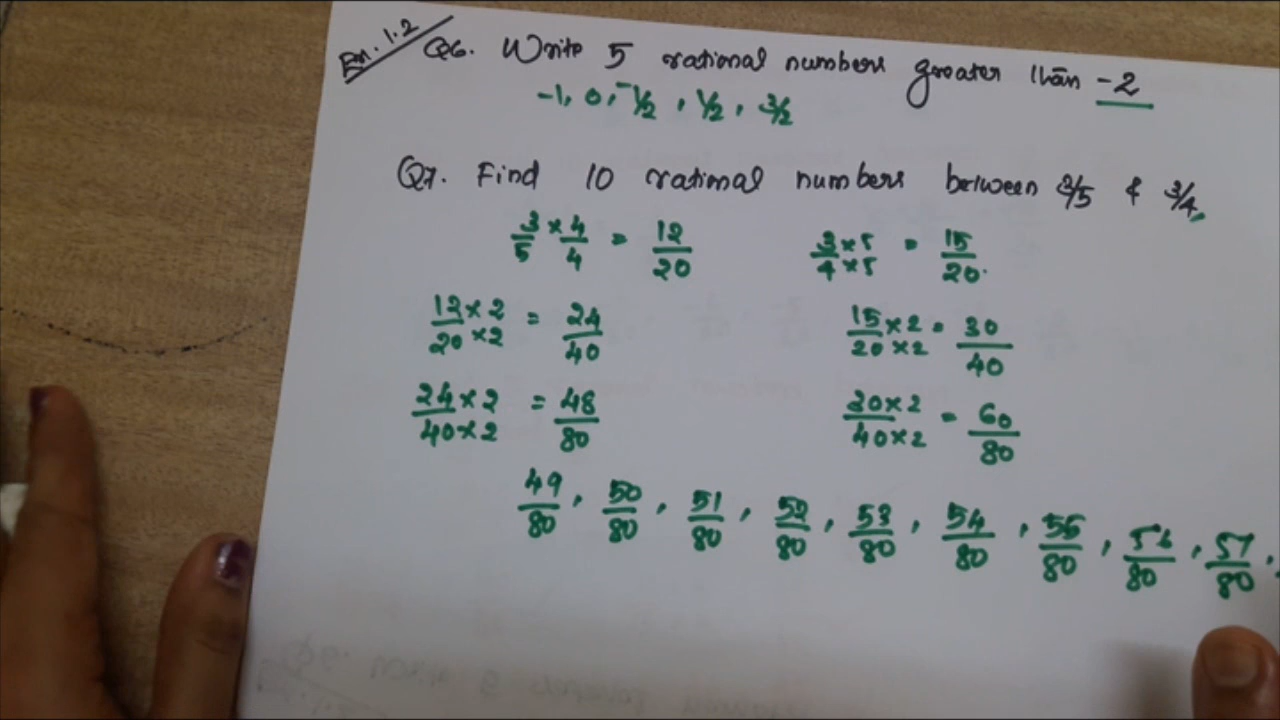 Ex. 1.2
Q6. Write 5 rational numbers greater than -2
-1, 0, -1/2, 1/2, 3/2
Q7. Find 10 rational numbers between 3/5 & 3/4
3/5 × 4/4 = 12/20    3×5/4×5 = 15/20.
12×2/20×2 = 24/40    15×2/20×2 = 30/40
24×2/40×2 = 48/80    30×2/40×2 = 60/80
49/80, 50/80, 51/80, 52/80, 53/80, 54/80, 55/80, 56/80, 57/80,